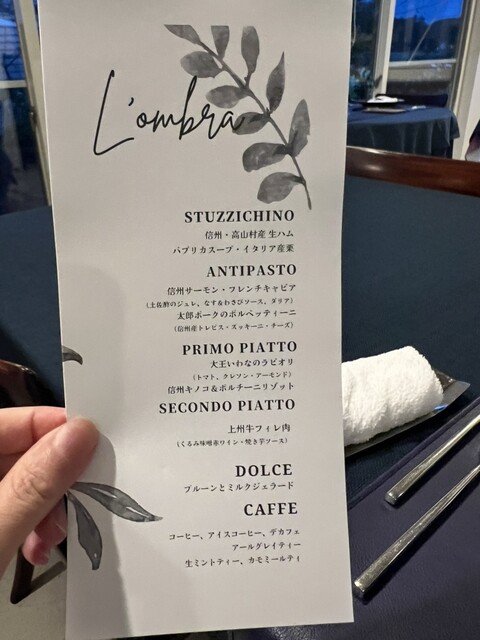 L'ombra
STUZZICHINO
信州・高山村産 生ハム
パプリカスープ・イタリア産栗
ANTIPASTO
信州サーモン・フレンチキャビア
（土佐酢のジュレ、なす&わさびソース、ダリア）
太郎ポークのポルペッティーニ
（信州産トレビス・ズッキーニ・チーズ）
PRIMO PIATTO
大王いわなのラビオリ
（トマト、クレソン・アーモンド）
信州キノコ&ポルチーニリゾット
SECONDO PIATTO
上州牛フィレ肉
（くるみ味噌赤ワイン・焼き芋ソース）
DOLCE
プルーンとミルクジェラード
CAFFE
コーヒー、アイスコーヒー、デカフェ
アールグレイティー
生ミントティー、カモミールティ